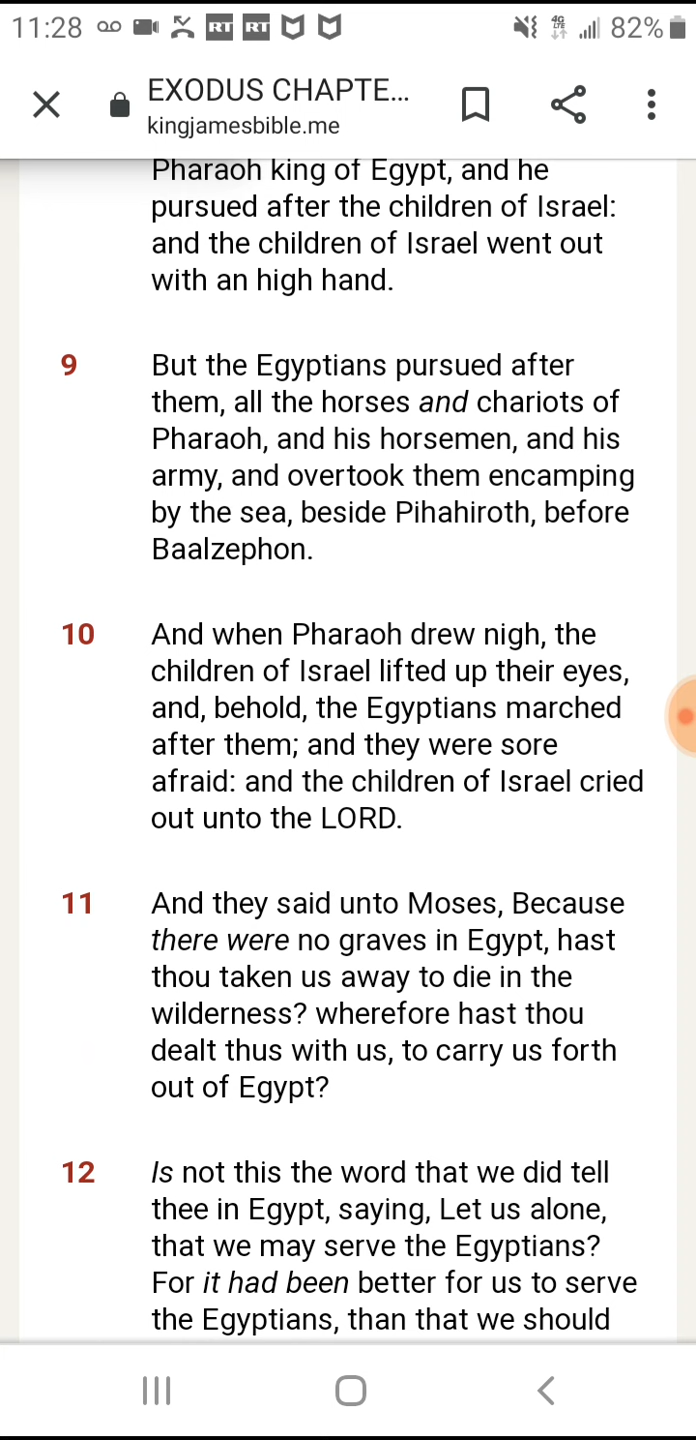 11:28 RT RT 4G LTE 82%
EXODUS CHAPTE...
kingjamesbible.me
Pharaoh king of Egypt, and he
pursued after the children of Israel:
and the children of Israel went out
with an high hand.
9 But the Egyptians pursued after
them, all the horses and chariots of
Pharaoh, and his horsemen, and his
army, and overtook them encamping
by the sea, beside Pihahiroth, before
Baalzephon.
10 And when Pharaoh drew nigh, the
children of Israel lifted up their eyes,
and, behold, the Egyptians marched
after them; and they were sore
afraid: and the children of Israel cried
out unto the LORD.
11 And they said unto Moses, Because
there were no graves in Egypt, hast
thou taken us away to die in the
wilderness? wherefore hast thou
dealt thus with us, to carry us forth
out of Egypt?
12 Is not this the word that we did tell
thee in Egypt, saying, Let us alone,
that we may serve the Egyptians?
For it had been better for us to serve
the Egyptians, than that we should